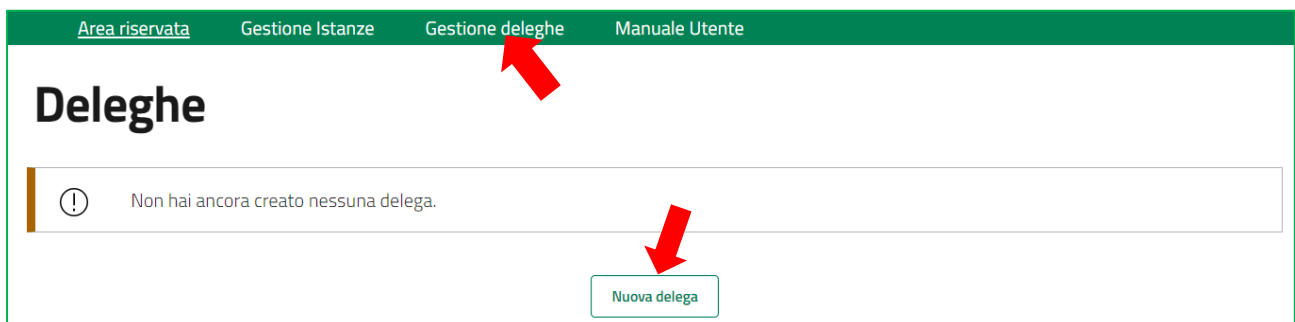 Area riservata Gestione Istanze Gestione deleghe Manuale Utente
Deleghe
Non hai ancora creato nessuna delega.
Nuova delega